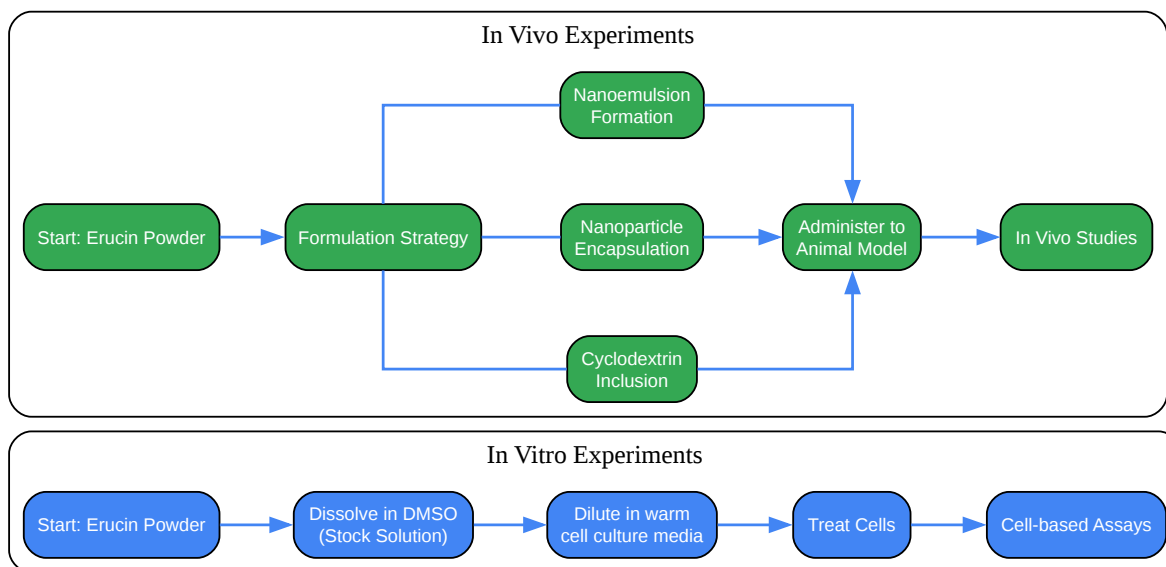 In Vivo Experiments
Nanoemulsion
Formation
Start: Erucin Powder
Formulation Strategy
Nanoparticle
Encapsulation
Administer to
Animal Model
In Vivo Studies
Cyclodextrin
Inclusion
In Vitro Experiments
Start: Erucin Powder
Dissolve in DMSO
(Stock Solution)
Dilute in warm
cell culture media
Treat Cells
Cell-based Assays